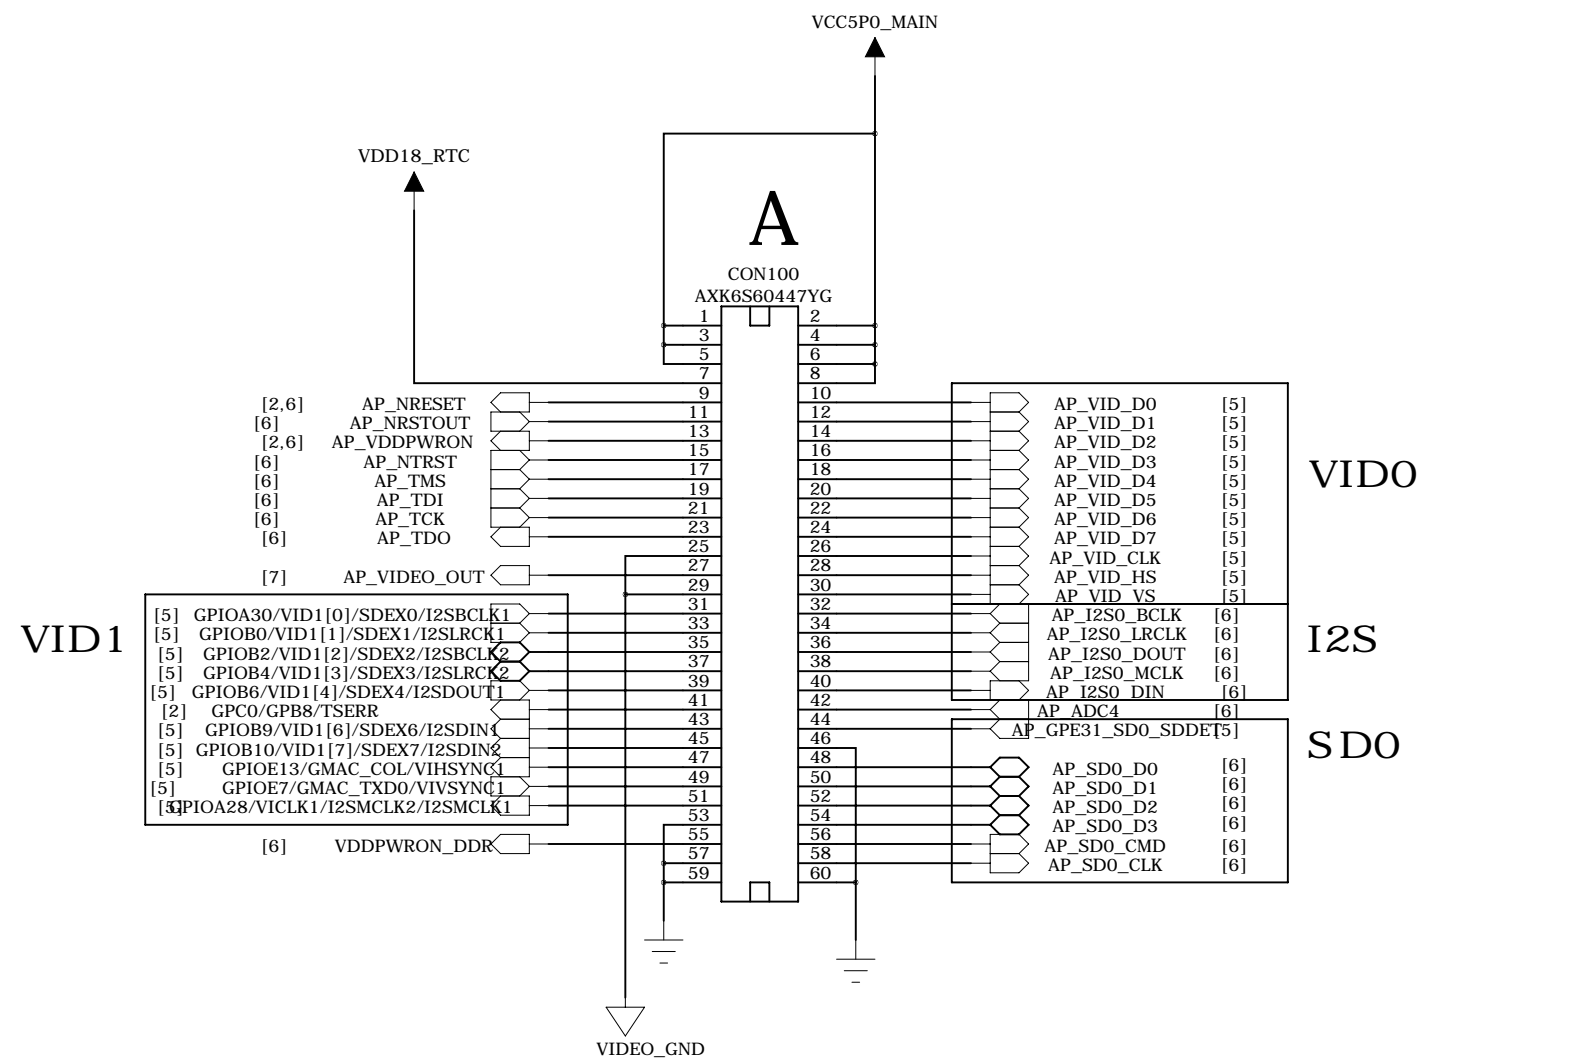 VCC5P0_MAIN
VDD18_RTC
A
CON100
AXK6S60447YG
1 2
3 4
5 6
7 8
[2,6] AP_NRESET 9 10 AP_VID_D0 [5]
[6] AP_NRSTOUT 11 12 AP_VID_D1 [5]
[2,6] AP_VDDPWRON 13 14 AP_VID_D2 [5]
[6] AP_NTRST 15 16 AP_VID_D3 [5]
[6] AP_TMS 17 18 AP_VID_D4 [5]
VID0
[6] AP_TDI 19 20 AP_VID_D5 [5]
[6] AP_TCK 21 22 AP_VID_D6 [5]
[6] AP_TDO 23 24 AP_VID_D7 [5]
25 26 AP_VID_CLK [5]
[7] AP_VIDEO_OUT 27 28 AP_VID_HS [5]
29 30 AP_VID_VS [5]
[5] GPIOA30/VID1[0]/SDEX0/I2SBCLK1 31 32 AP_I2S0_BCLK [6]
[5] GPIOB0/VID1[1]/SDEX1/I2SLRCK1 33 34 AP_I2S0_LRCLK [6]
VID1
I2S
[5] GPIOB2/VID1[2]/SDEX2/I2SBCLK2 35 36 AP_I2S0_DOUT [6]
[5] GPIOB4/VID1[3]/SDEX3/I2SLRCK2 37 38 AP_I2S0_MCLK [6]
[5] GPIOB6/VID1[4]/SDEX4/I2SDOUT1 39 40 AP_I2S0_DIN [6]
[2] GPC0/GPB8/TSERR 41 42 AP_ADC4 [6]
[5] GPIOB9/VID1[6]/SDEX6/I2SDIN1 43 44 AP_GPE31_SD0_SDDET [5]
SD0
[5] GPIOB10/VID1[7]/SDEX7/I2SDIN2 45 46
[5] GPIOE13/GMAC_COL/VIHSYNC1 47 48 AP_SD0_D0 [6]
[5] GPIOE7/GMAC_TXD0/VIVSYNC1 49 50 AP_SD0_D1 [6]
[5] GPIOA28/VICLK1/I2SMCLK2/I2SMCLK1 51 52 AP_SD0_D2 [6]
53 54 AP_SD0_D3 [6]
[6] VDDPWRON_DDR 55 56 AP_SD0_CMD [6]
57 58 AP_SD0_CLK [6]
59 60
VIDEO_GND